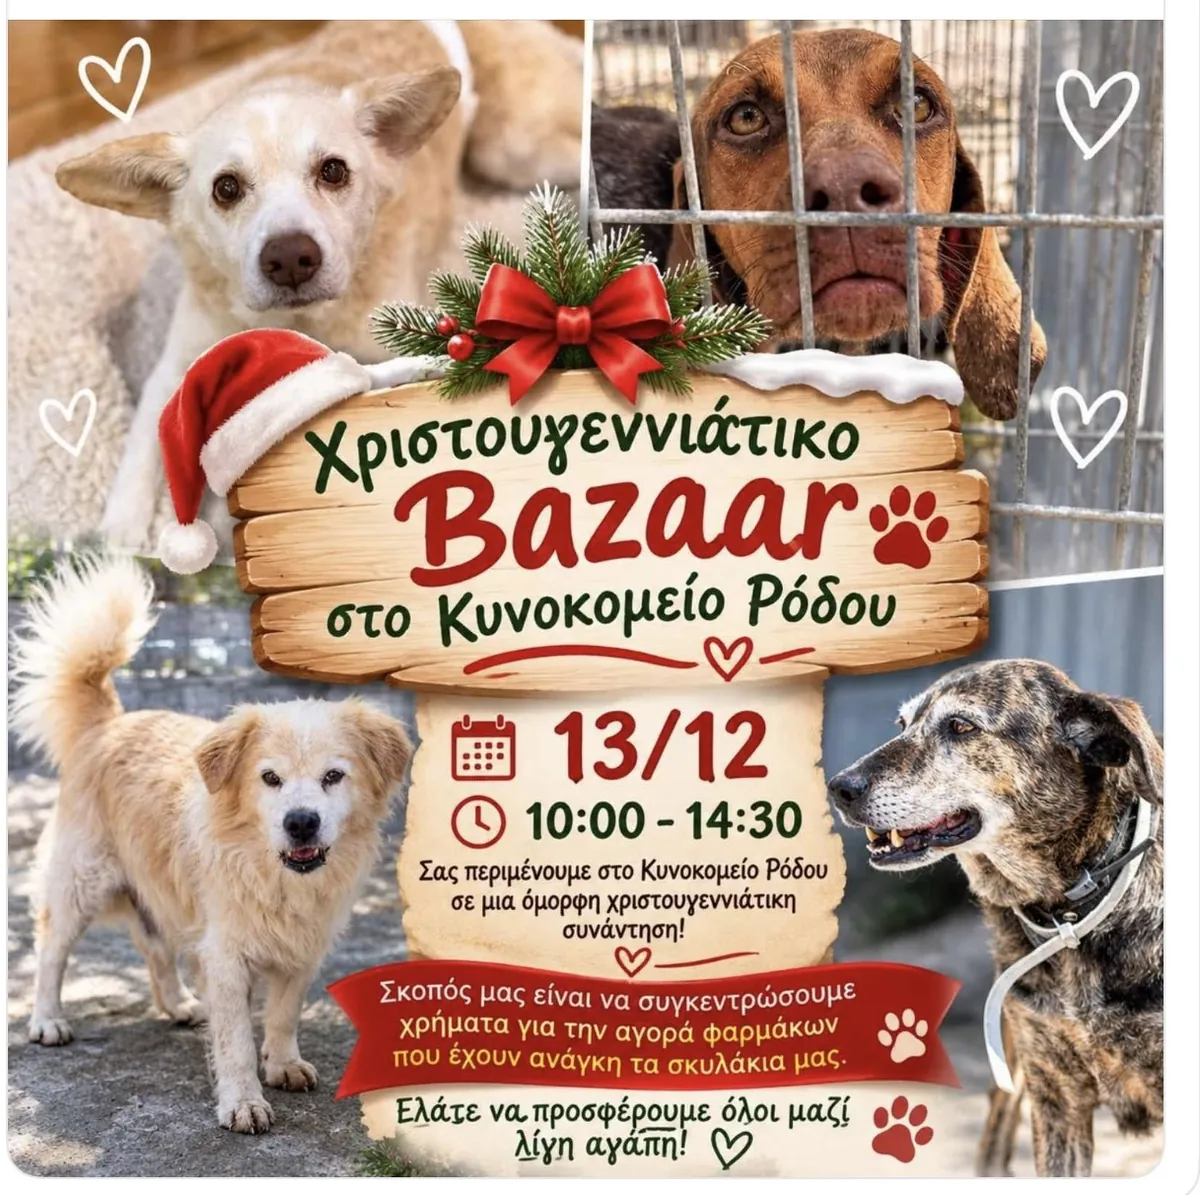 Χριστουγεννιάτικο
Bazaar
στο Κυνοκομείο Ρόδου
13/12
10:00 - 14:30
Σας περιμένουμε στο Κυνοκομείο Ρόδου
σε μια όμορφη χριστουγεννιάτικη
συνάντηση!
Σκοπός μας είναι να συγκεντρώσουμε
χρήματα για την αγορά φαρμάκων
που έχουν ανάγκη τα σκυλάκια μας.
Ελάτε να προσφέρουμε όλοι μαζί
λίγη αγάπη!